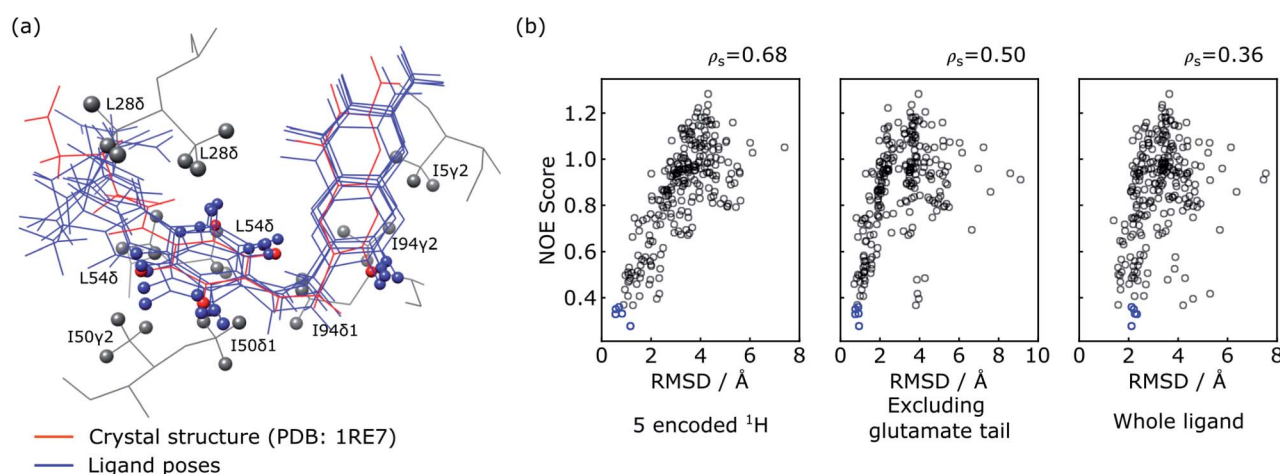 (a)
L28δ
L28δ
I5γ2
L54δ
I94γ2
L54δ
I50γ2
I50δ1
I94δ1
Crystal structure (PDB: 1RE7)
Ligand poses
(b)
ρs=0.68
ρs=0.50
ρs=0.36
NOE Score
1.2
1.0
0.8
0.6
0.4
0 2 4 6 8
0 2 4 6 8 10
0 2 4 6 8
RMSD / Å
RMSD / Å
RMSD / Å
5 encoded ¹H
Excluding
glutamate tail
Whole ligand